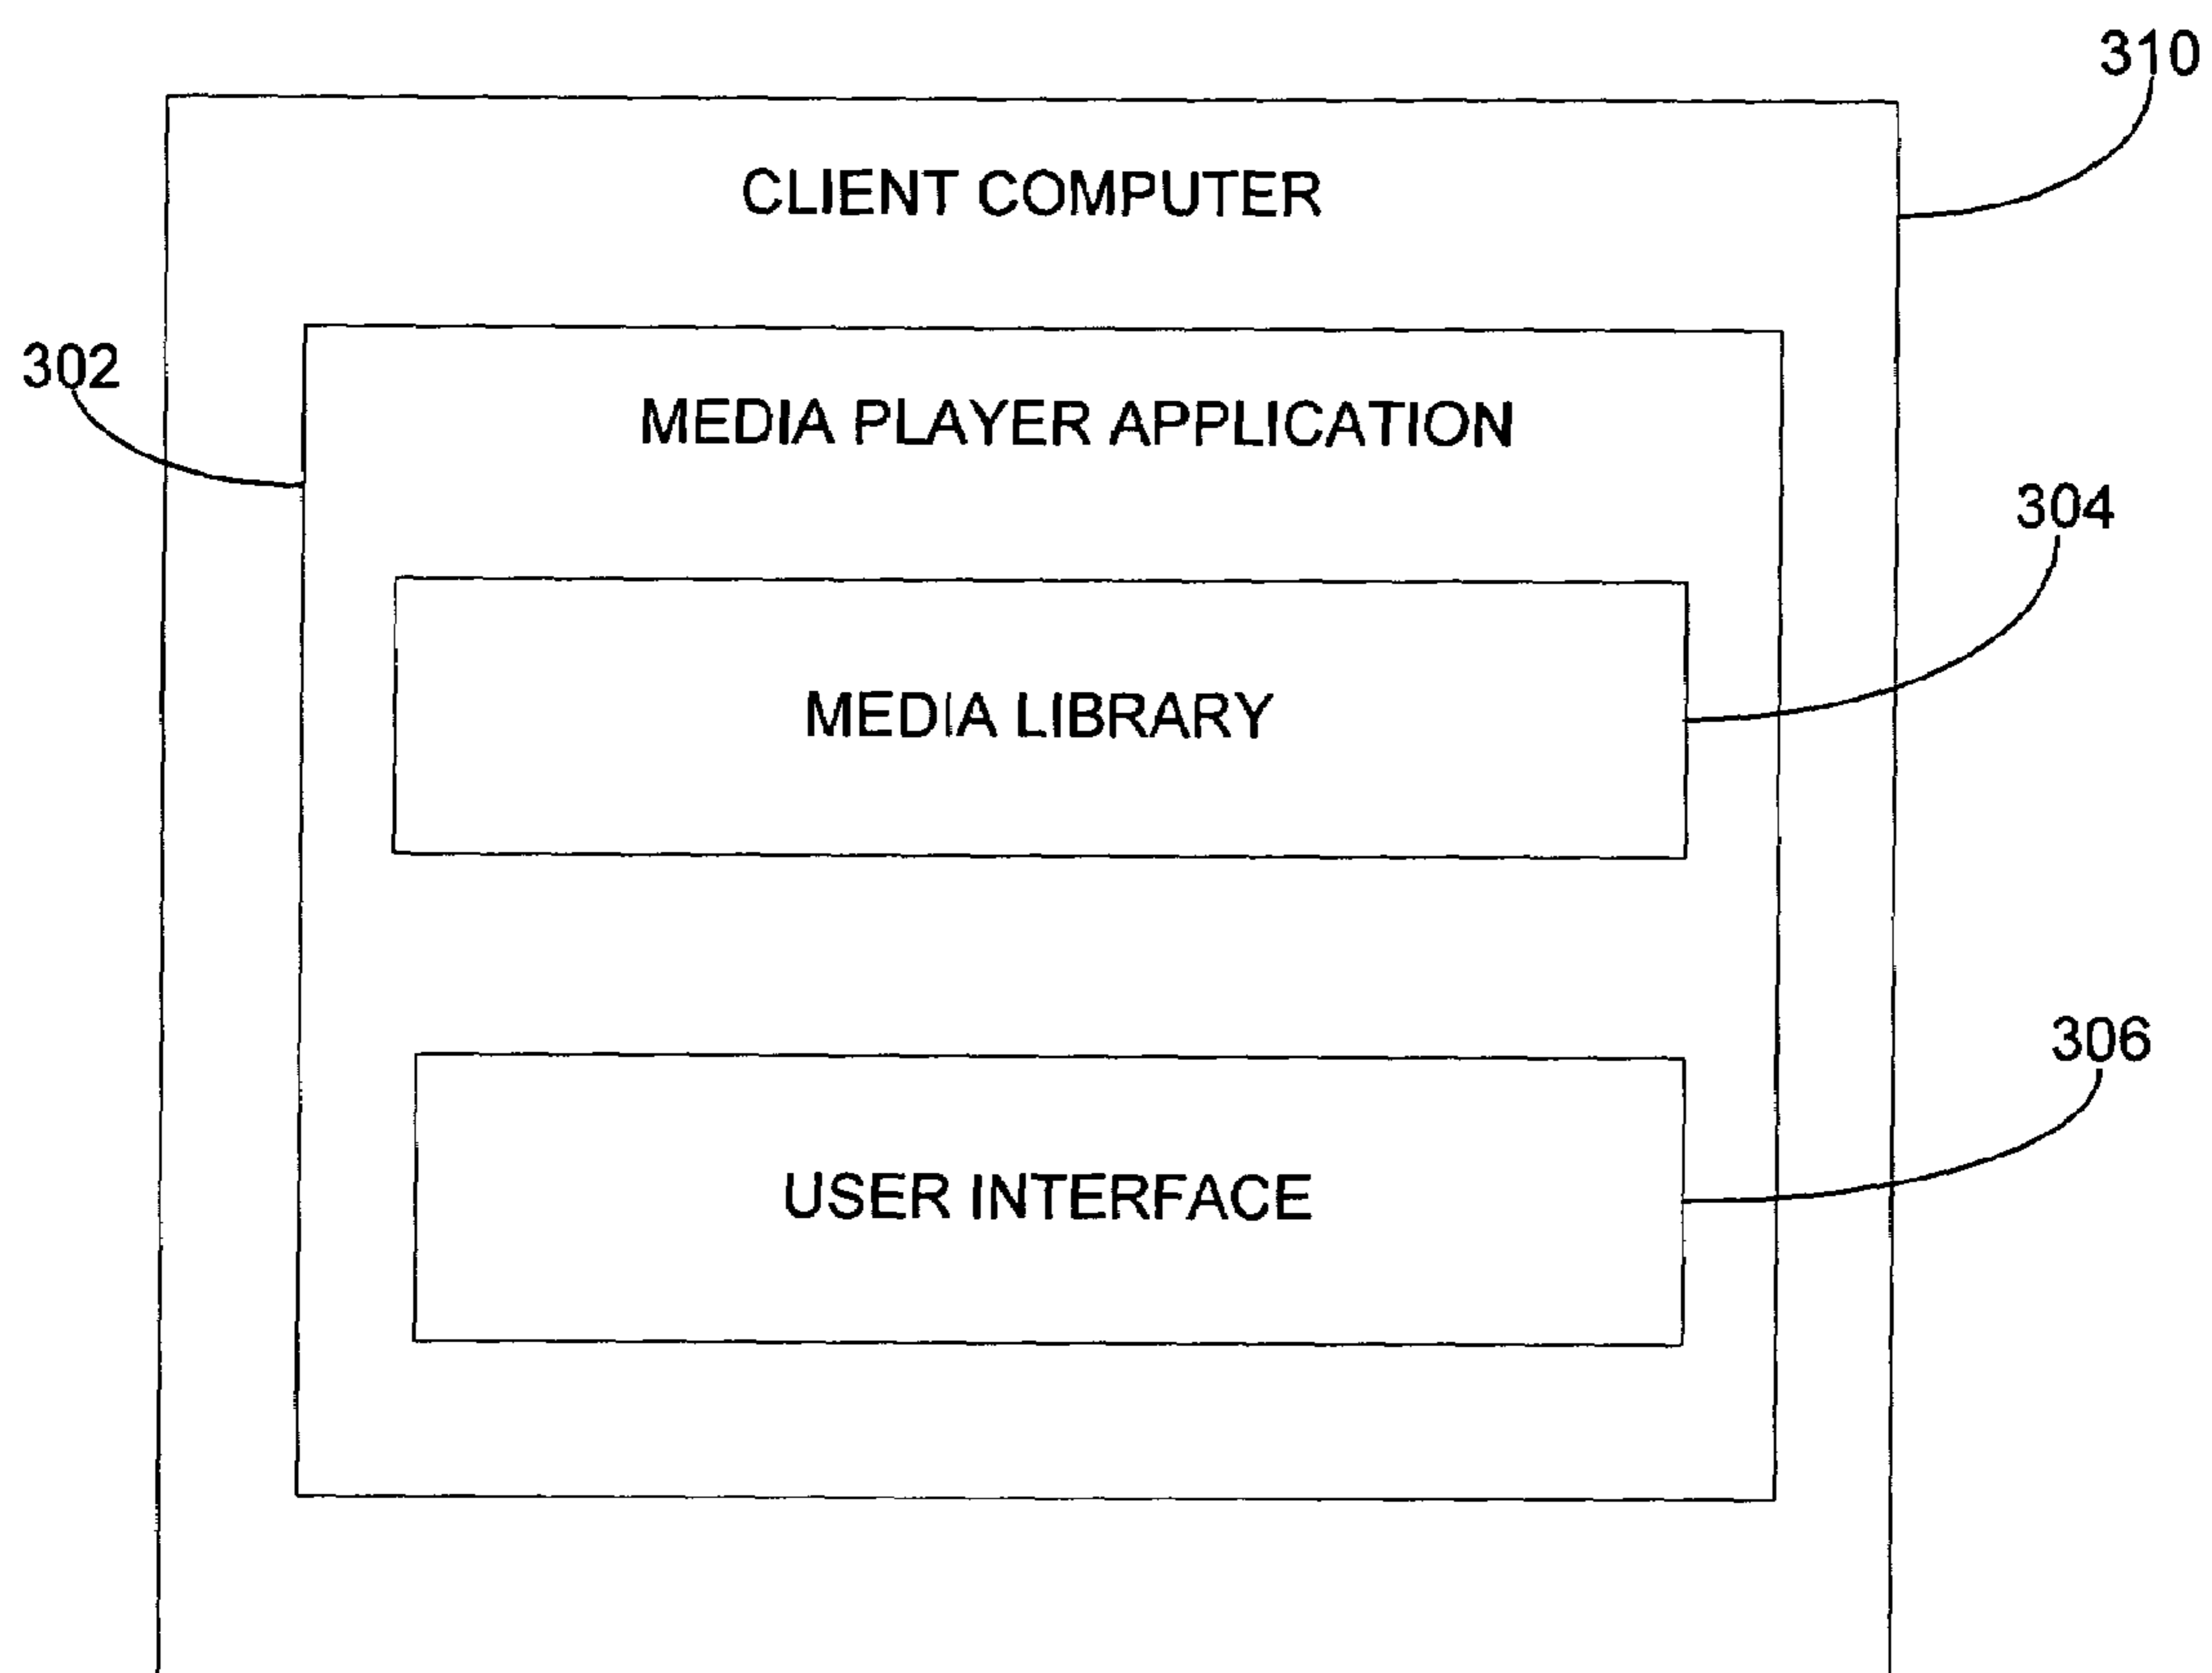 310
CLIENT COMPUTER
302
MEDIA PLAYER APPLICATION
304
MEDIA LIBRARY
306
USER INTERFACE